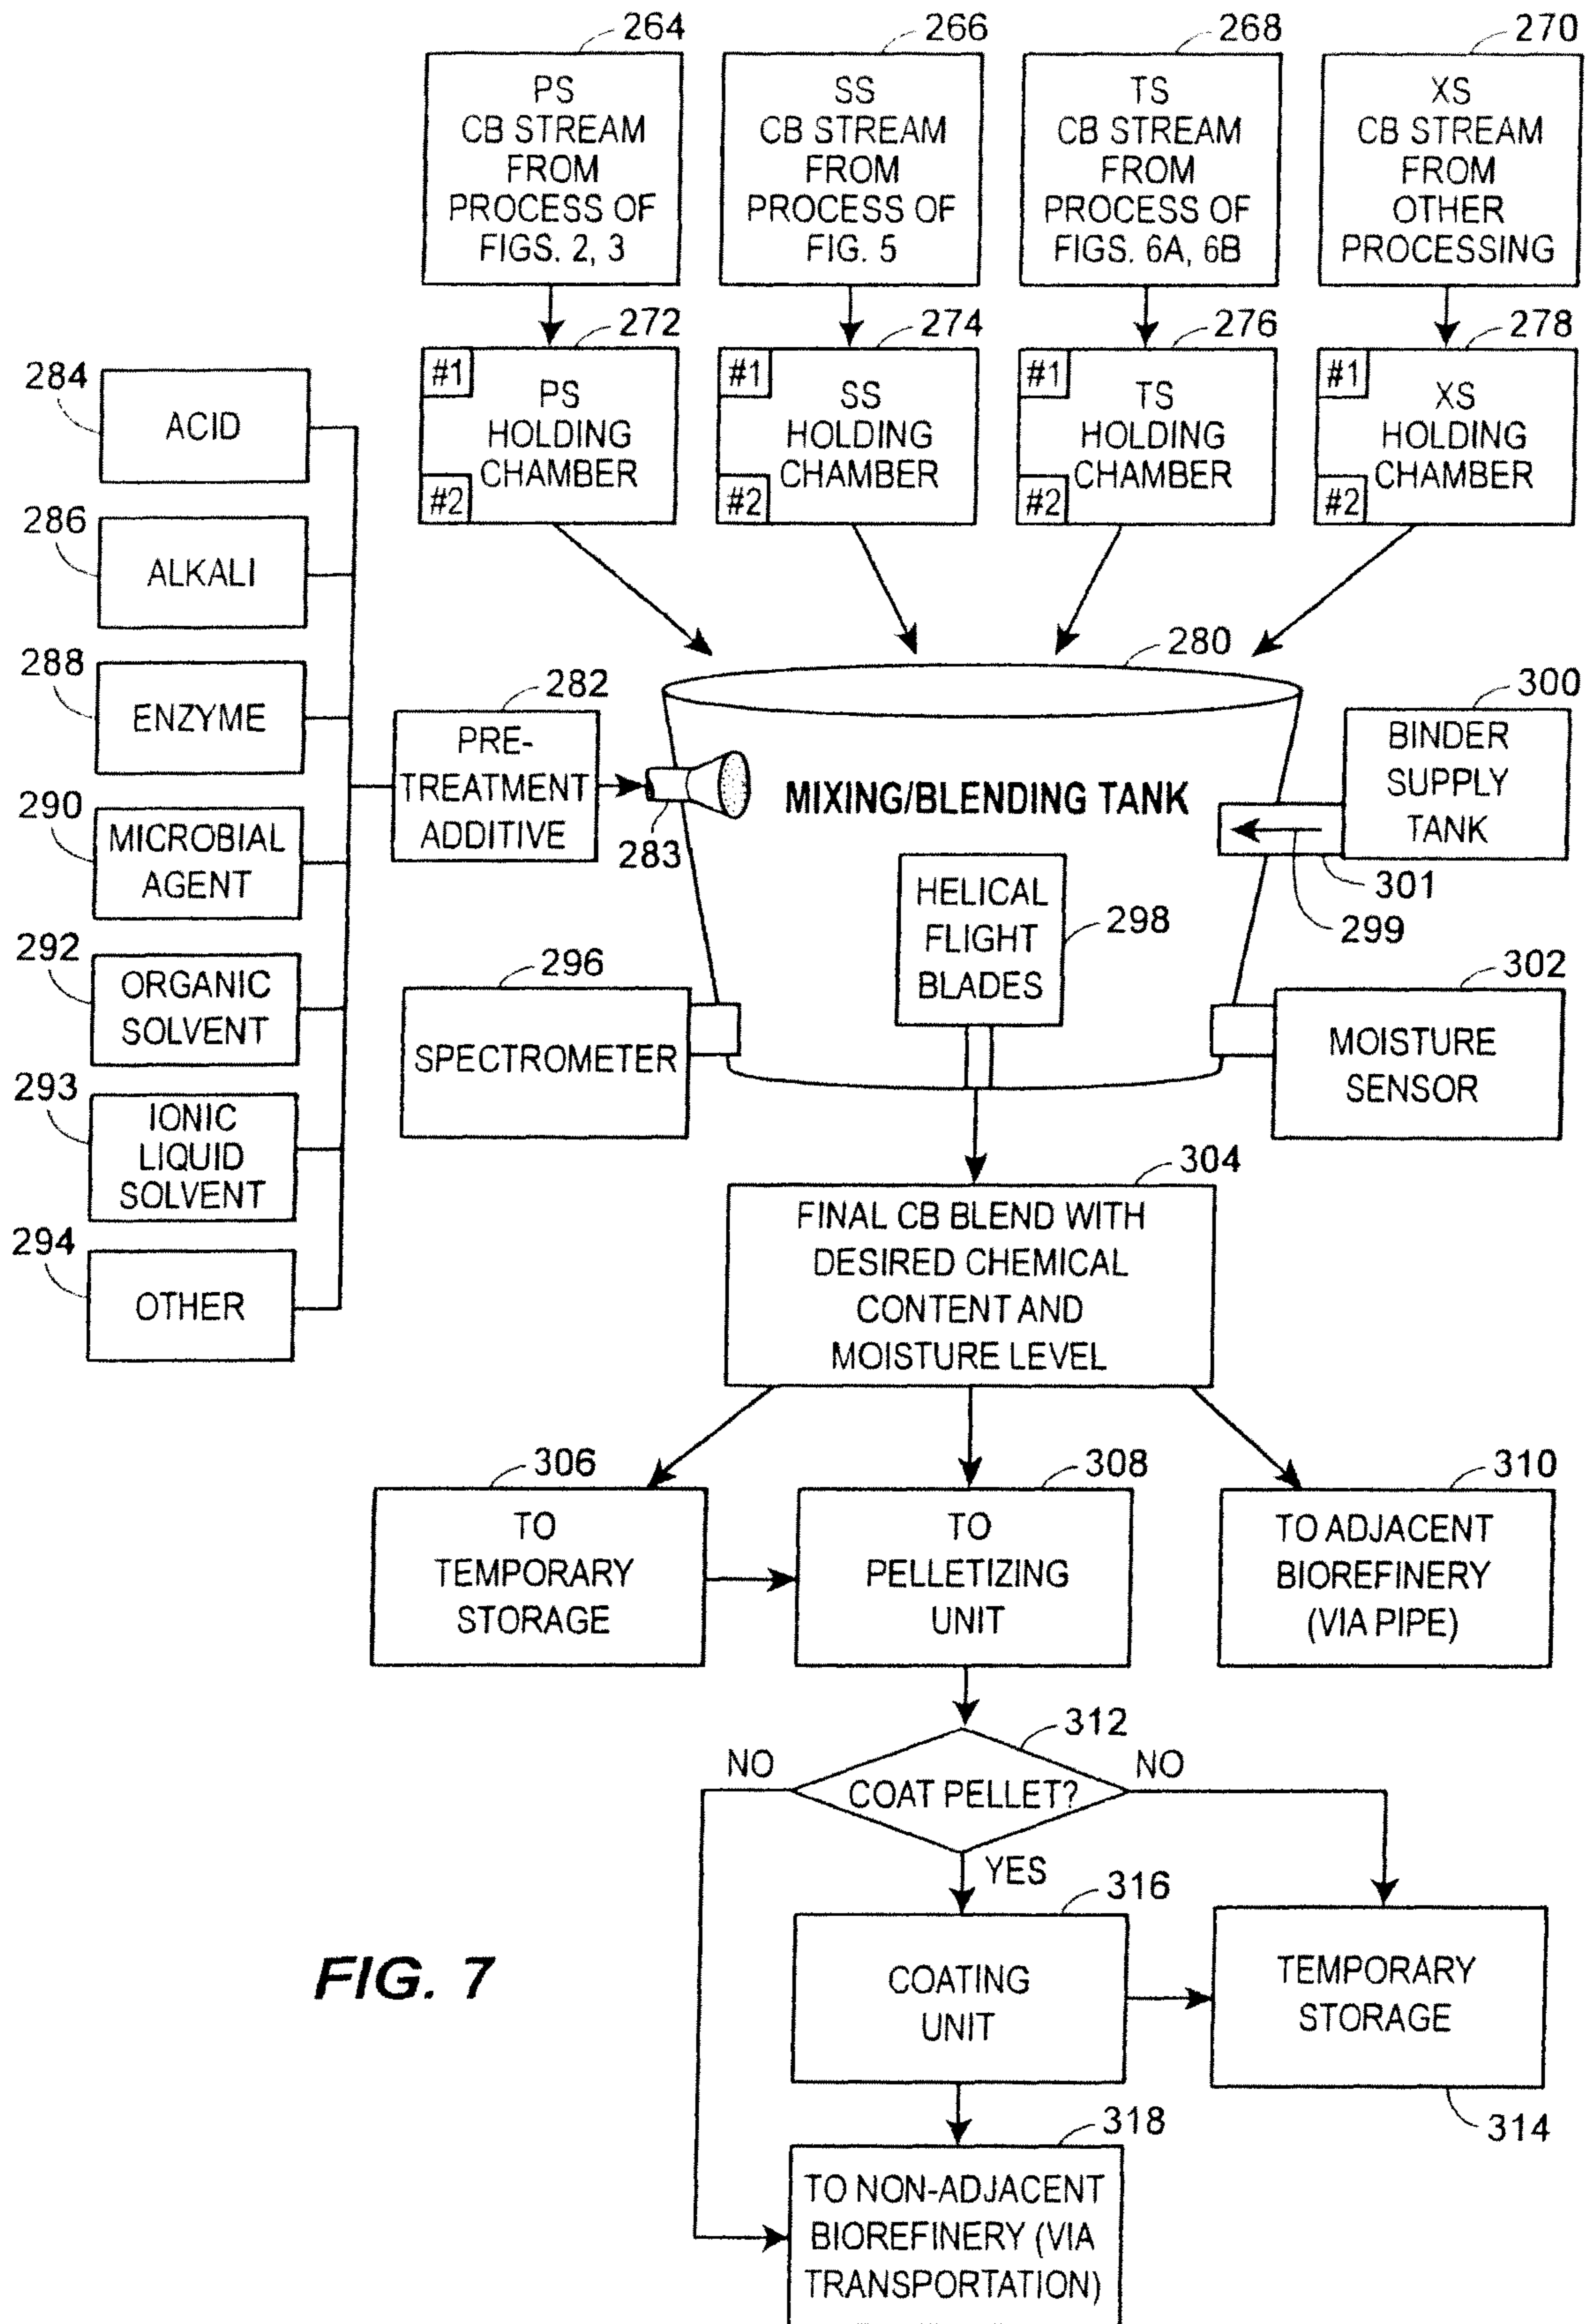 264
266
268
270
PS
CB STREAM
FROM
PROCESS OF
FIGS. 2, 3
SS
CB STREAM
FROM
PROCESS OF
FIG. 5
TS
CB STREAM
FROM
PROCESS OF
FIGS. 6A, 6B
XS
CB STREAM
FROM
OTHER
PROCESSING
272
274
276
278
#1
PS
HOLDING
CHAMBER
#2
#1
SS
HOLDING
CHAMBER
#2
#1
TS
HOLDING
CHAMBER
#2
#1
XS
HOLDING
CHAMBER
#2
284
ACID
286
ALKALI
288
ENZYME
290
MICROBIAL
AGENT
292
ORGANIC
SOLVENT
293
IONIC
LIQUID
SOLVENT
294
OTHER
282
PRE-
TREATMENT
ADDITIVE
283
280
MIXING/BLENDING TANK
300
BINDER
SUPPLY
TANK
301
299
HELICAL
FLIGHT
BLADES
298
296
SPECTROMETER
302
MOISTURE
SENSOR
304
FINAL CB BLEND WITH
DESIRED CHEMICAL
CONTENT AND
MOISTURE LEVEL
306
TO
TEMPORARY
STORAGE
308
TO
PELLETIZING
UNIT
310
TO ADJACENT
BIOREFINERY
(VIA PIPE)
312
NO
COAT PELLET?
NO
YES
316
COATING
UNIT
TEMPORARY
STORAGE
314
318
TO NON-ADJACENT
BIOREFINERY (VIA
TRANSPORTATION)
FIG. 7